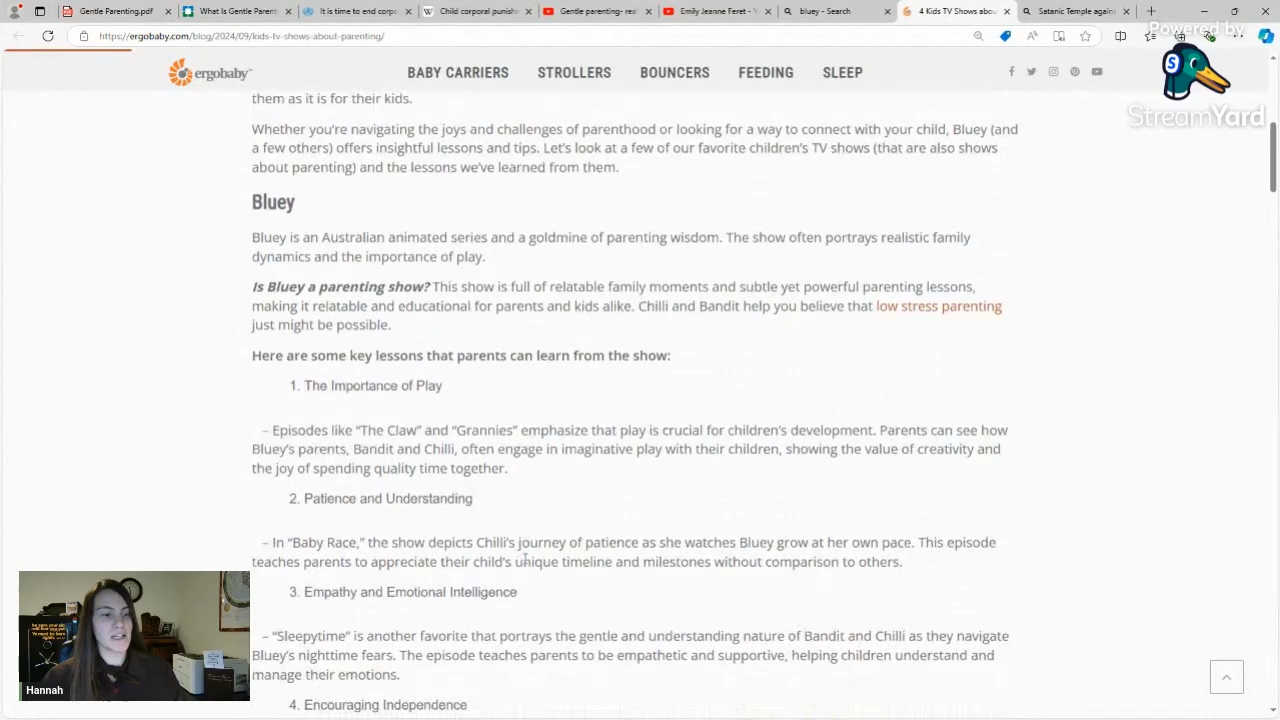 Gentle Parenting.pdf
What is Gentle Parent
It is time to end corpo
Child corporal punishm
Gentle parenting- real
Emily Jeanne Feret - Y
bluey - Search
4 Kids TV Shows abou
Satanic Temple again
https://ergobaby.com/blog/2024/09/kids-tv-shows-about-parenting/
Powered by
StreamYard
ergobaby
BABY CARRIERS
STROLLERS
BOUNCERS
FEEDING
SLEEP
them as it is for their kids.
Whether you're navigating the joys and challenges of parenthood or looking for a way to connect with your child, Bluey (and
a few others) offers insightful lessons and tips. Let's look at a few of our favorite children's TV shows (that are also shows
about parenting) and the lessons we've learned from them.
Bluey
Bluey is an Australian animated series and a goldmine of parenting wisdom. The show often portrays realistic family
dynamics and the importance of play.
Is Bluey a parenting show? This show is full of relatable family moments and subtle yet powerful parenting lessons,
making it relatable and educational for parents and kids alike. Chilli and Bandit help you believe that low stress parenting
just might be possible.
Here are some key lessons that parents can learn from the show:
1. The Importance of Play
– Episodes like "The Claw" and "Grannies" emphasize that play is crucial for children's development. Parents can see how
Bluey's parents, Bandit and Chilli, often engage in imaginative play with their children, showing the value of creativity and
the joy of spending quality time together.
2. Patience and Understanding
– In "Baby Race," the show depicts Chilli's journey of patience as she watches Bluey grow at her own pace. This episode
teaches parents to appreciate their child's unique timeline and milestones without comparison to others.
3. Empathy and Emotional Intelligence
– "Sleepytime" is another favorite that portrays the gentle and understanding nature of Bandit and Chilli as they navigate
Bluey's nighttime fears. The episode teaches parents to be empathetic and supportive, helping children understand and
manage their emotions.
4. Encouraging Independence
Hannah